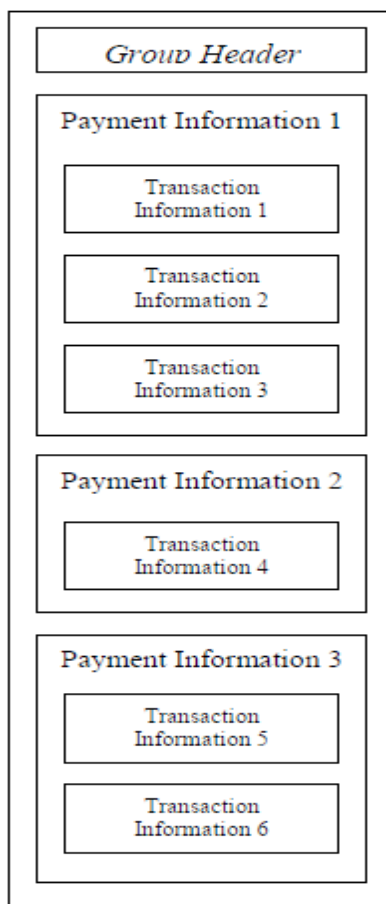 Group Header
Payment Information 1
Transaction
Information 1
Transaction
Information 2
Transaction
Information 3
Payment Information 2
Transaction
Information 4
Payment Information 3
Transaction
Information 5
Transaction
Information 6